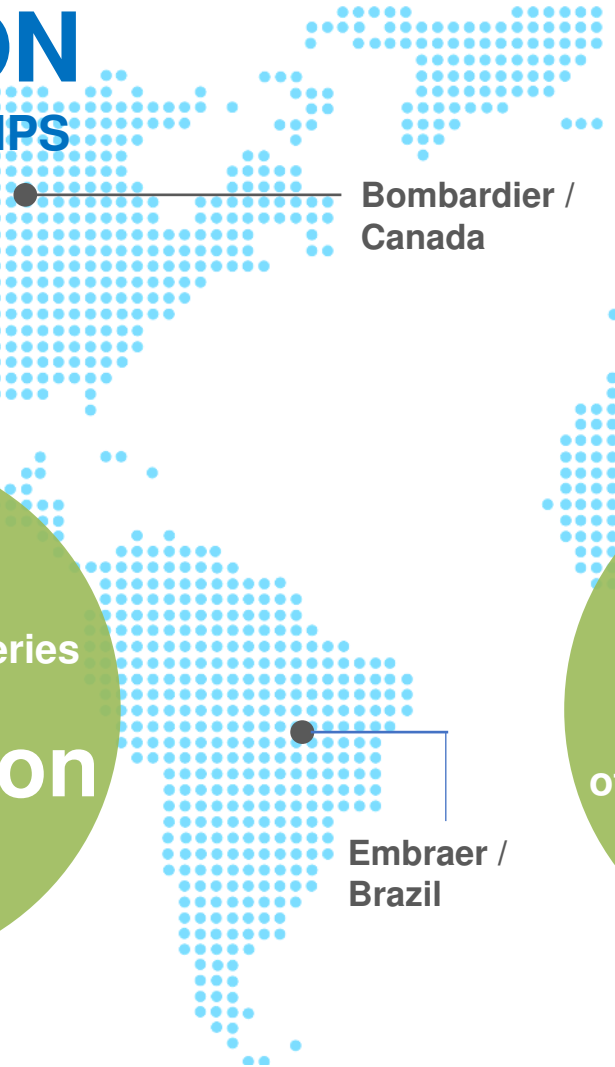 ON
IPS
Bombardier /
Canada
eries
on
Embraer /
Brazil